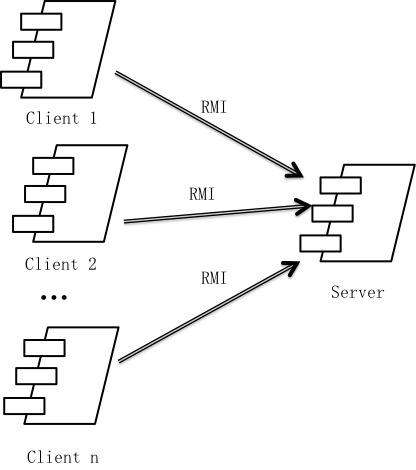 Client 1
RMI
RMI
Client 2
...
RMI
Server
Client n